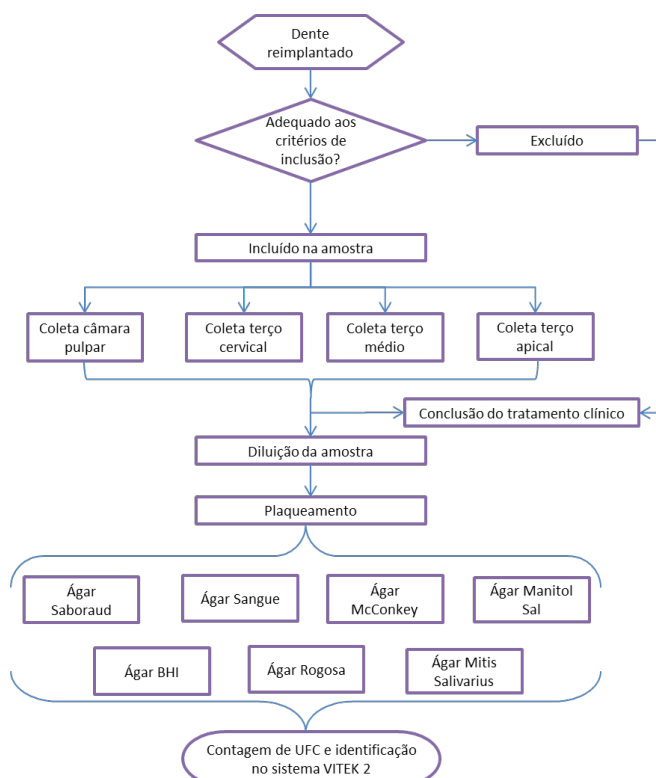 Dente
reimplantado
Adequado aos
critérios de
inclusão?
Excluído
Incluído na amostra
Coleta câmara
pulpar
Coleta terço
cervical
Coleta terço
médio
Coleta terço
apical
Conclusão do tratamento clínico
Diluição da amostra
Plaqueamento
Ágar
Saboraud
Ágar Sangue
Ágar
McConkey
Ágar Manitol
Sal
Ágar BHI
Ágar Rogosa
Ágar Mitis
Salivarius
Contagem de UFC e identificação
no sistema VITEK 2